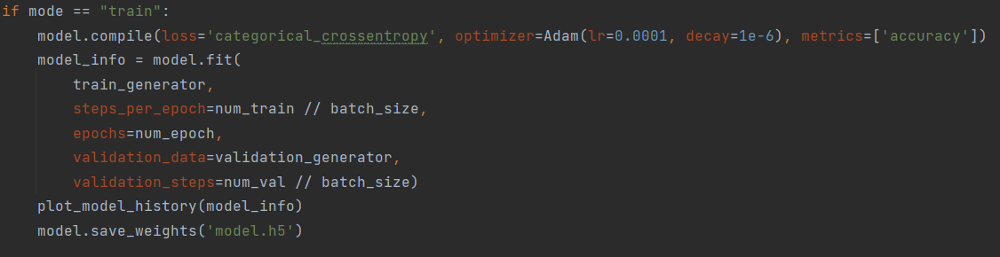 if mode == "train":
    model.compile(loss='categorical_crossentropy', optimizer=Adam(lr=0.0001, decay=1e-6), metrics=['accuracy'])
    model_info = model.fit(
        train_generator,
        steps_per_epoch=num_train // batch_size,
        epochs=num_epoch,
        validation_data=validation_generator,
        validation_steps=num_val // batch_size)
    plot_model_history(model_info)
    model.save_weights('model.h5')